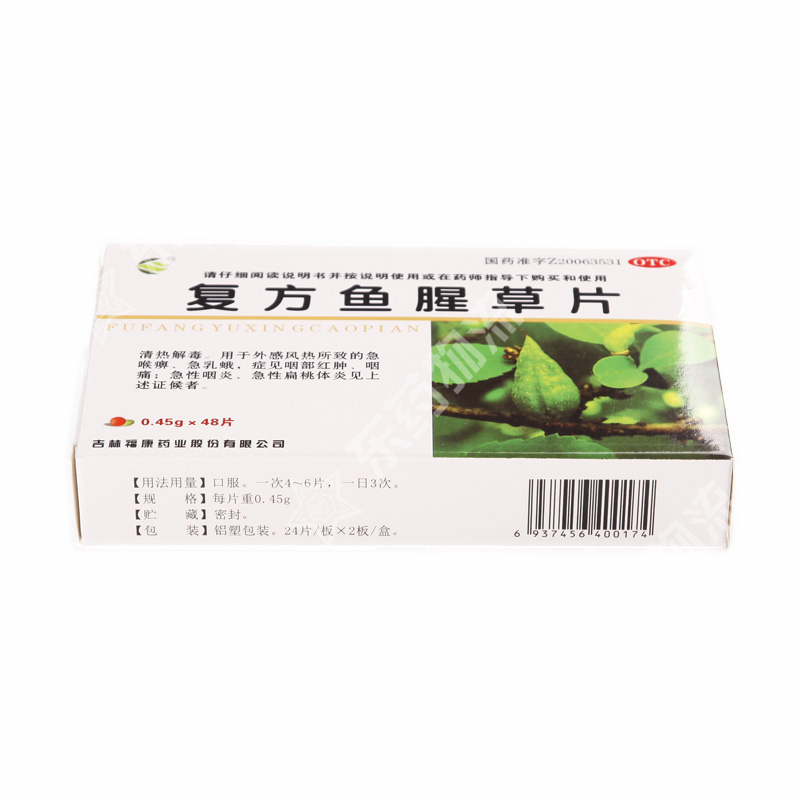 国药准字Z20063531 OTC
请仔细阅读说明书并按说明使用或在药师指导下购买和使用
复方鱼腥草片
FUFANGYUXINGCAOPIAN
清热解毒。用于外感风热所致的急
喉痹、急乳蛾，症见咽部红肿、咽
痛；急性咽炎、急性扁桃体炎见上
述证候者。
0.45g×48片
吉林福康药业股份有限公司
【用法用量】口服。一次4～6片，一日3次。
【规 格】每片重0.45g
【贮 藏】密封。
【包 装】铝塑包装。24片/板×2板/盒。
6 937456 400174
东药物流
物流